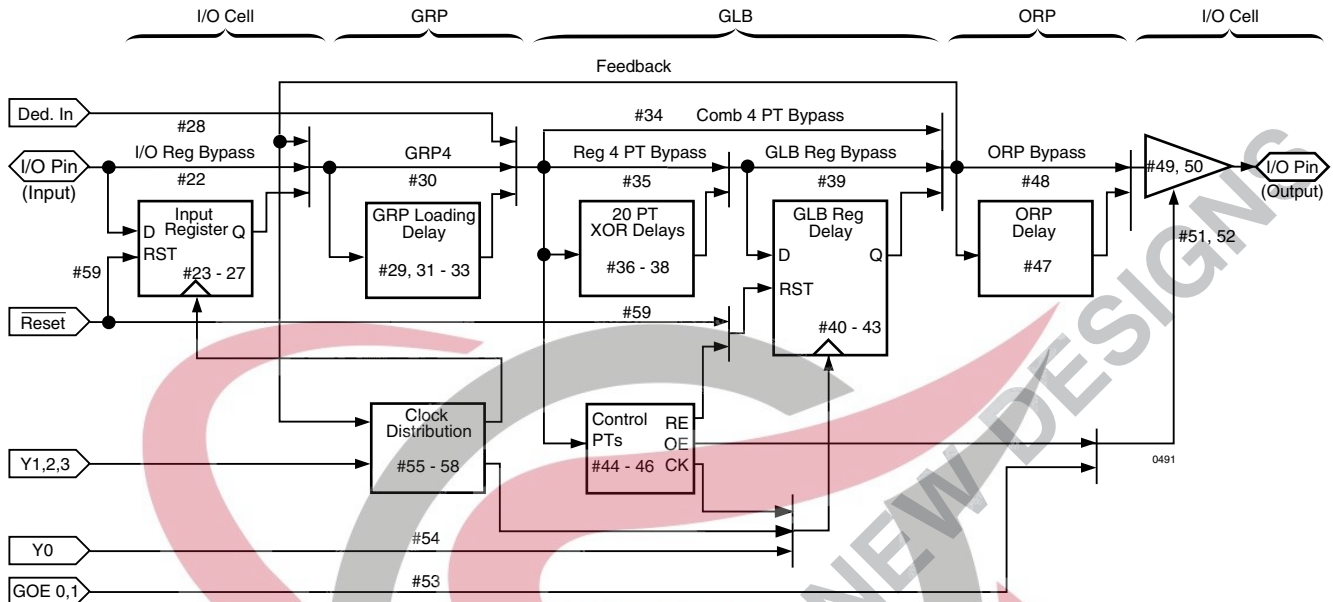 I/O Cell GRP GLB ORP I/O Cell
Feedback
Ded. In
#28
#34 Comb 4 PT Bypass
I/O Pin
(Input)
I/O Reg Bypass
#22
GRP4
#30
Reg 4 PT Bypass
#35
GLB Reg Bypass
#39
ORP Bypass
#48
#49, 50
I/O Pin
(Output)
Input
Register
D Q
RST
#23 - 27
GRP Loading
Delay
#29, 31 - 33
20 PT
XOR Delays
#36 - 38
GLB Reg
Delay
D Q
RST
#40 - 43
ORP
Delay
#47
#51, 52
#59
Reset
#59
Clock
Distribution
#55 - 58
Control
PTs
RE
OE
CK
#44 - 46
0491
Y1,2,3
Y0
#54
GOE 0,1
#53
NEW DESIGNS